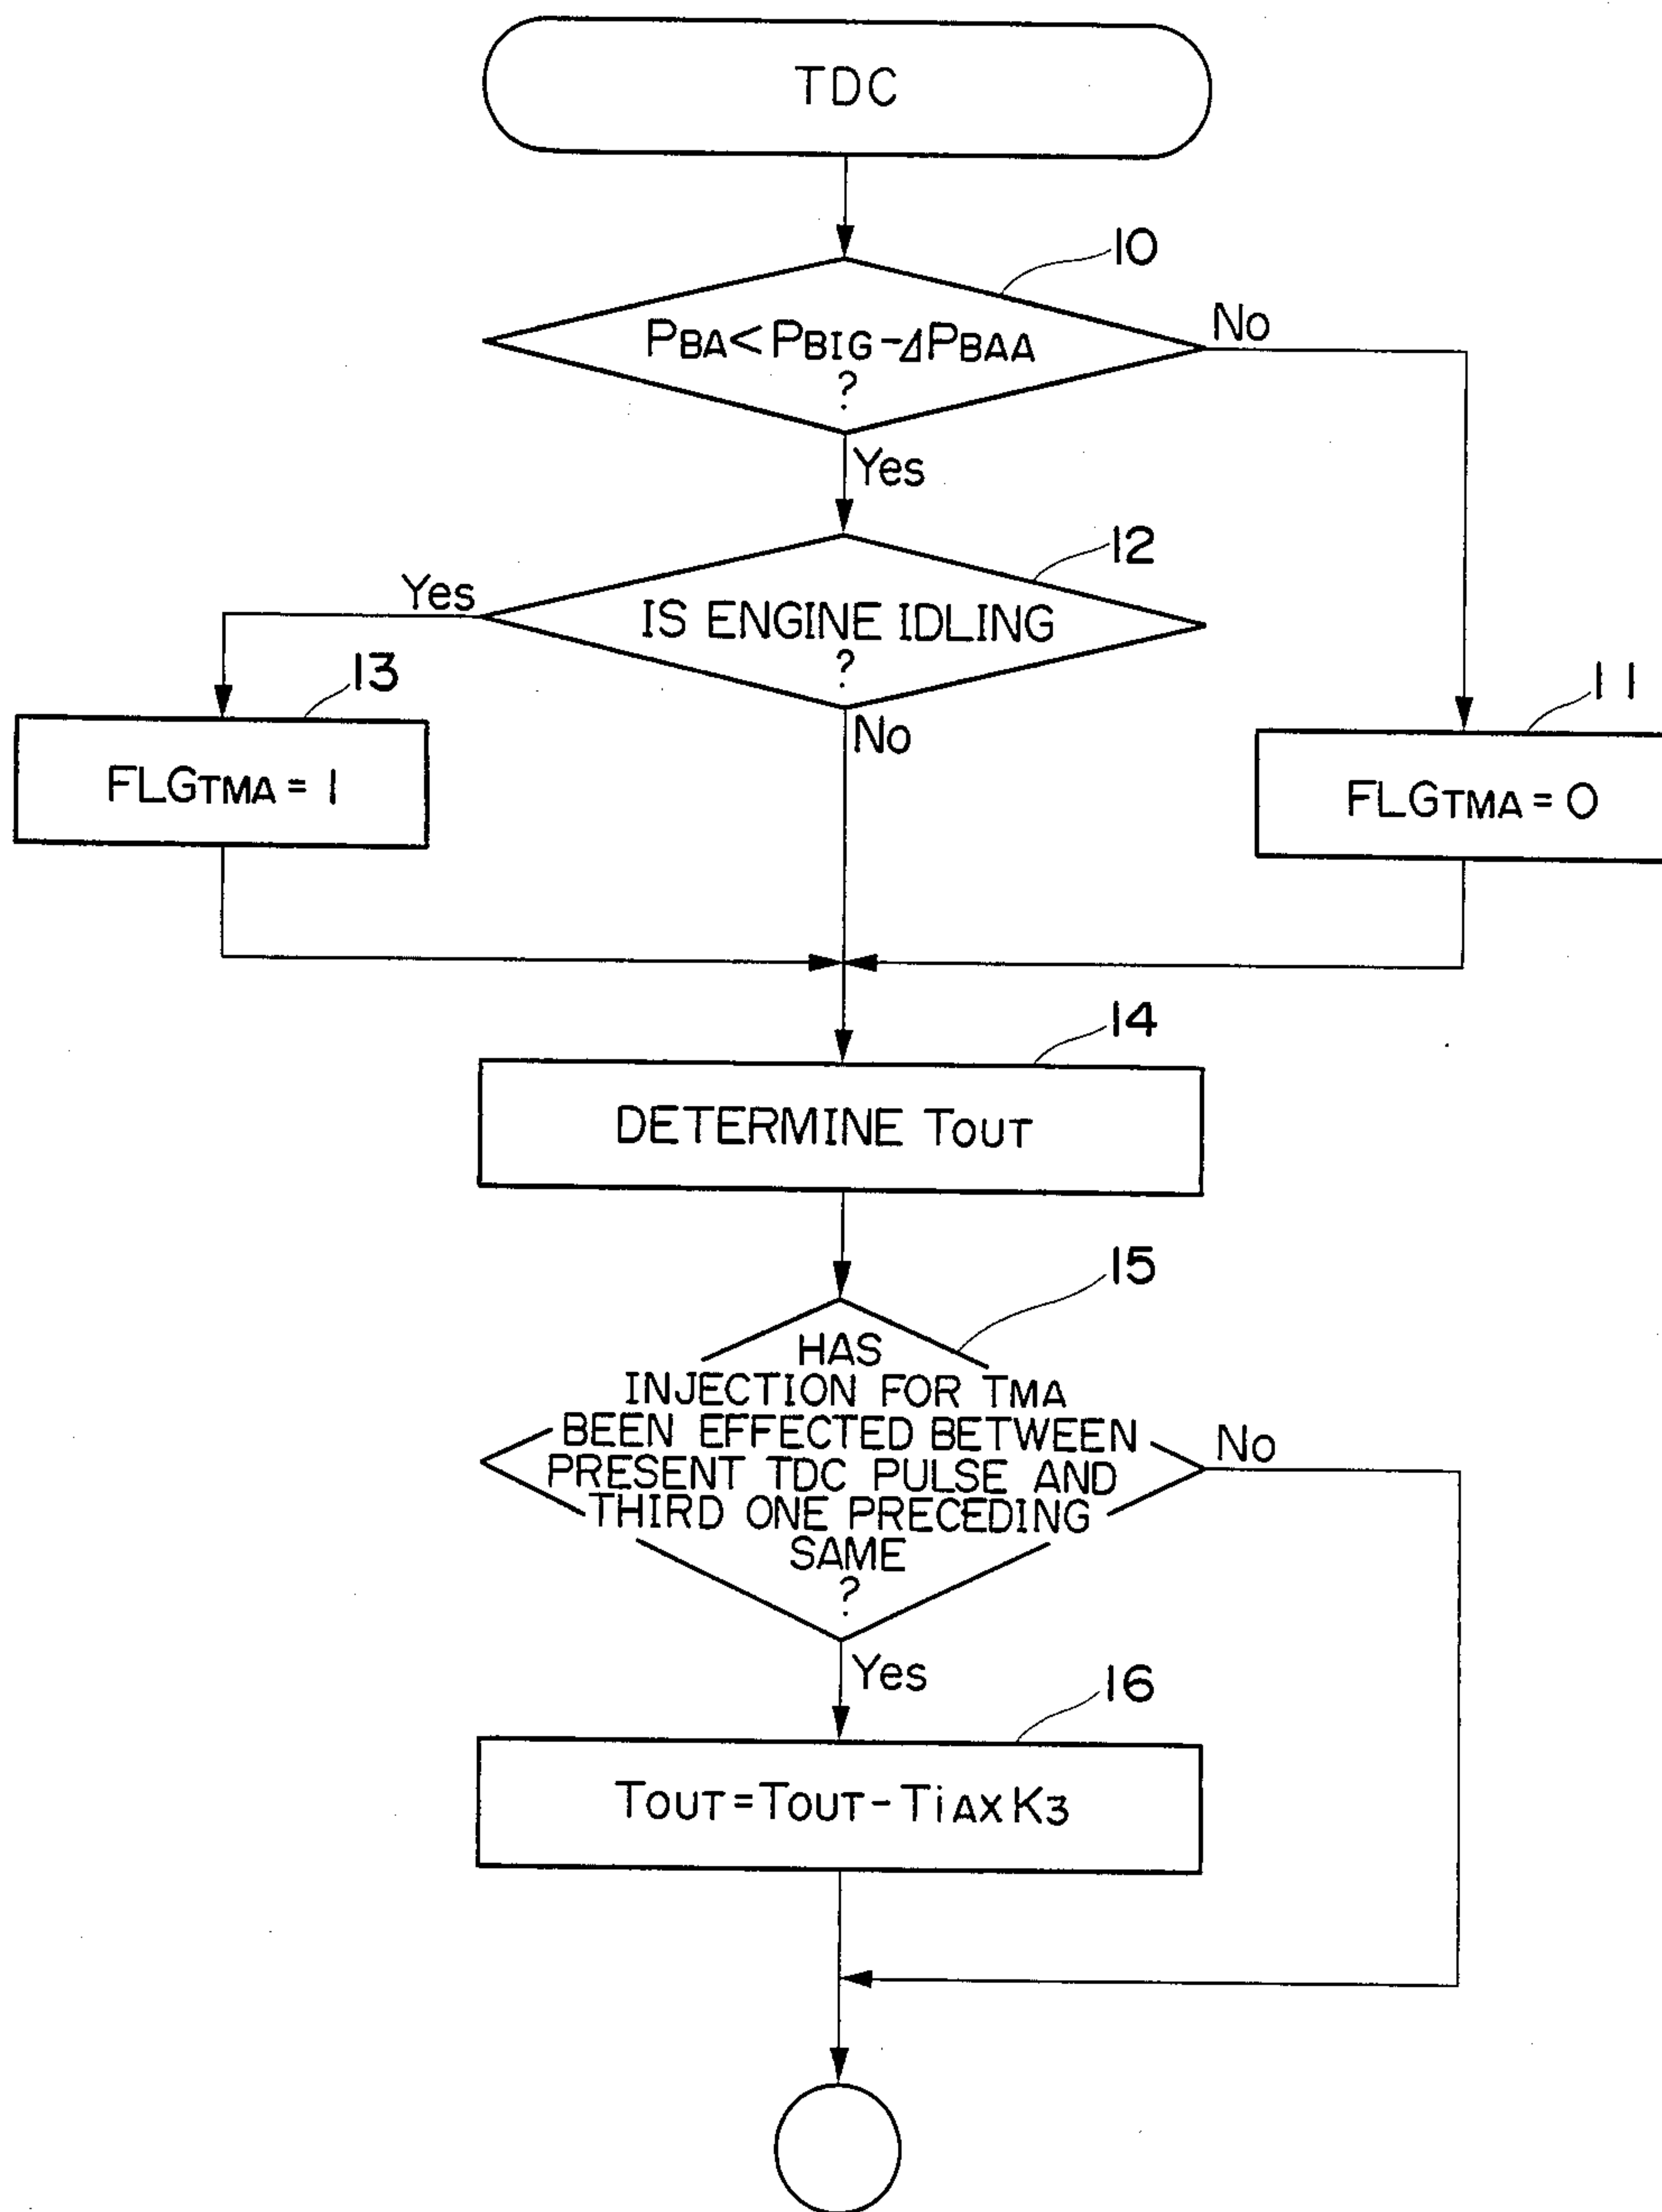 TDC
10
PBA<PBIG-ΔPBAA
?
No
Yes
12
IS ENGINE IDLING
?
Yes
No
13
FLGTMA = 1
11
FLGTMA = 0
14
DETERMINE TOUT
15
HAS
INJECTION FOR TMA
BEEN EFFECTED BETWEEN
PRESENT TDC PULSE AND
THIRD ONE PRECEDING
SAME
?
No
Yes
16
TOUT=TOUT-TiAxK3